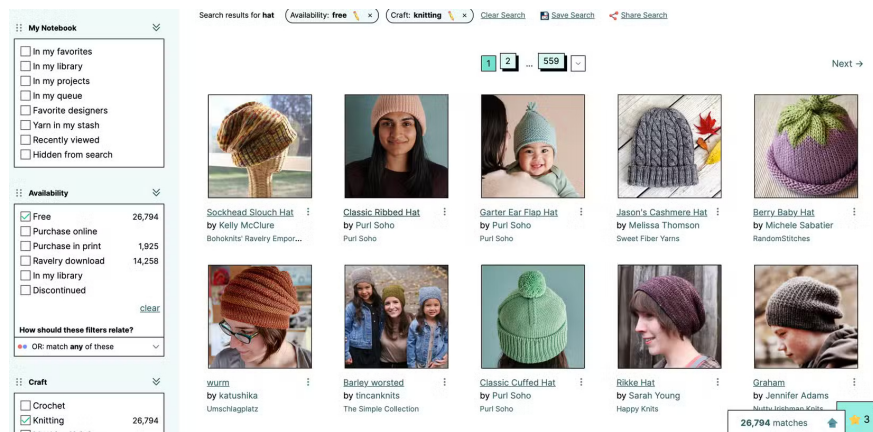 Search results for hat
Availability: free ×
Craft: knitting ×
Clear Search
Save Search
Share Search
My Notebook
In my favorites
In my library
In my projects
In my queue
Favorite designers
Yarn in my stash
Recently viewed
Hidden from search
Availability
Free 26,794
Purchase online
Purchase in print 1,925
Ravelry download 14,258
In my library
Discontinued
clear
How should these filters relate?
OR: match any of these
Craft
Crochet
Knitting 26,794
1 2 ... 559
Next →
Sockhead Slouch Hat
by Kelly McClure
Bohoknits' Ravelry Empor...
Classic Ribbed Hat
by Purl Soho
Purl Soho
Garter Ear Flap Hat
by Purl Soho
Purl Soho
Jason's Cashmere Hat
by Melissa Thomson
Sweet Fiber Yarns
Berry Baby Hat
by Michele Sabatier
RandomStitches
wurm
by katushika
Umschlagplatz
Barley worsted
by tincanknits
The Simple Collection
Classic Cuffed Hat
by Purl Soho
Purl Soho
Rikke Hat
by Sarah Young
Happy Knits
Graham
by Jennifer Adams
Nutty Irishman Knits
26,794 matches
3